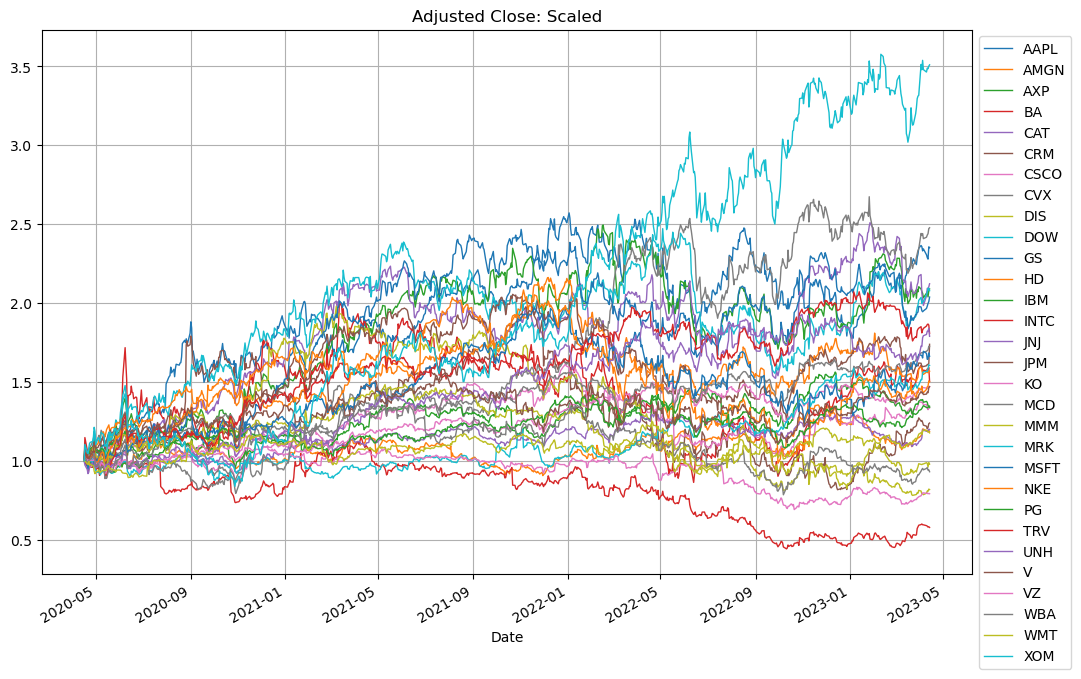 Adjusted Close: Scaled
3.5
3.0
2.5
2.0
1.5
1.0
0.5
2020-05
2020-09
2021-01
2021-05
2021-09
2022-01
2022-05
2022-09
2023-01
2023-05
Date
AAPL
AMGN
AXP
BA
CAT
CRM
CSCO
CVX
DIS
DOW
GS
HD
IBM
INTC
JNJ
JPM
KO
MCD
MMM
MRK
MSFT
NKE
PG
TRV
UNH
V
VZ
WBA
WMT
XOM